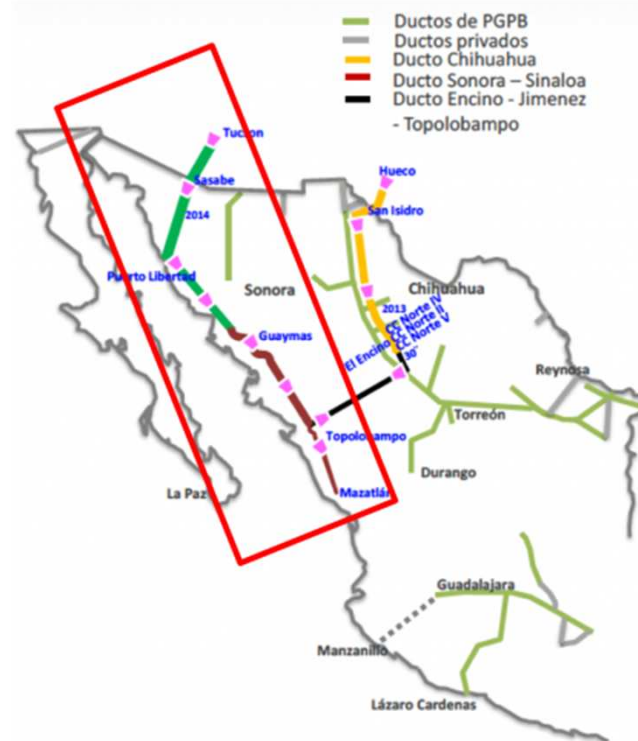 Ductos de PGPB
Ductos privados
Ducto Chihuahua
Ducto Sonora – Sinaloa
Ducto Encino - Jimenez
- Topolobampo
Tucson
Sasabe
Hueco
San Isidro
2014
Puerto Libertad
Sonora
Chihuahua
2013
CC Norte IV
CC Norte II
El Encino
CC Norte V
30"
Guaymas
Reynosa
Torreón
Topolobampo
Durango
La Paz
Mazatlán
Guadalajara
Manzanillo
Lázaro Cardenas